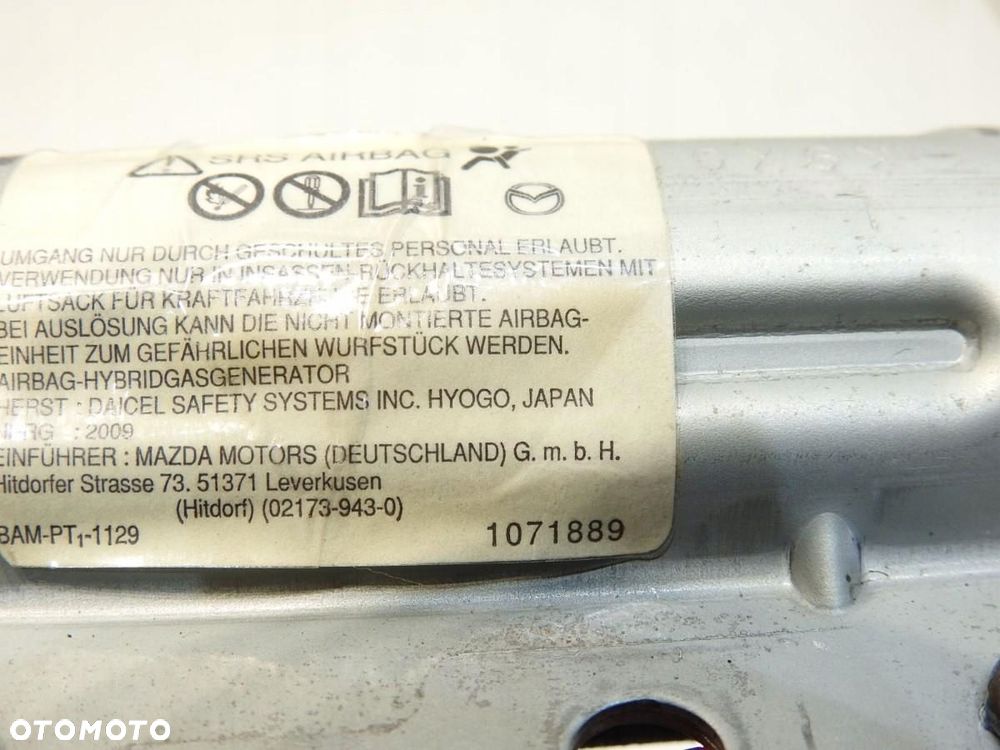 SRS AIRBAG
UMGANG NUR DURCH GESCHULTES PERSONAL ERLAUBT.
VERWENDUNG NUR IN INSASSEN-RÜCKHALTESYSTEMEN MIT
LUFTSACK FÜR KRAFTFAHRZEUGE ERLAUBT.
BEI AUSLÖSUNG KANN DIE NICHT MONTIERTE AIRBAG-
EINHEIT ZUM GEFÄHRLICHEN WURFSTÜCK WERDEN.
AIRBAG-HYBRIDGASGENERATOR
HERST : DAICEL SAFETY SYSTEMS INC. HYOGO, JAPAN
: 2009
EINFÜHRER : MAZDA MOTORS (DEUTSCHLAND) G. m. b. H.
Hitdorfer Strasse 73. 51371 Leverkusen
(Hitdorf) (02173-943-0)
BAM-PT₁-1129 1071889
OTOMOTO